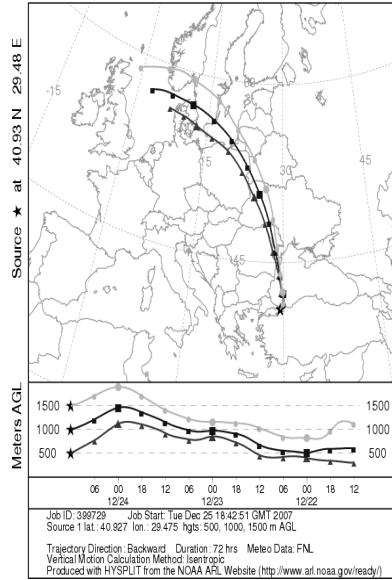 Source ★ at 40.93 N 29.48 E
-15
60
15
30
45
45
Meters AGL
1500 1500
1000 1000
500 500
06 00 18 12 06 00 18 12 06 00 18 12
12/24 12/23 12/22
Job ID: 399729 Job Start: Tue Dec 25 18:42:51 GMT 2007
Source 1 lat.: 40.927 lon.: 29.475 hgts: 500, 1000, 1500 m AGL
Trajectory Direction: Backward Duration: 72 hrs Meteo Data: FNL
Vertical Motion Calculation Method: Isentropic
Produced with HYSPLIT from the NOAA ARL Website (http://www.arl.noaa.gov/ready/)